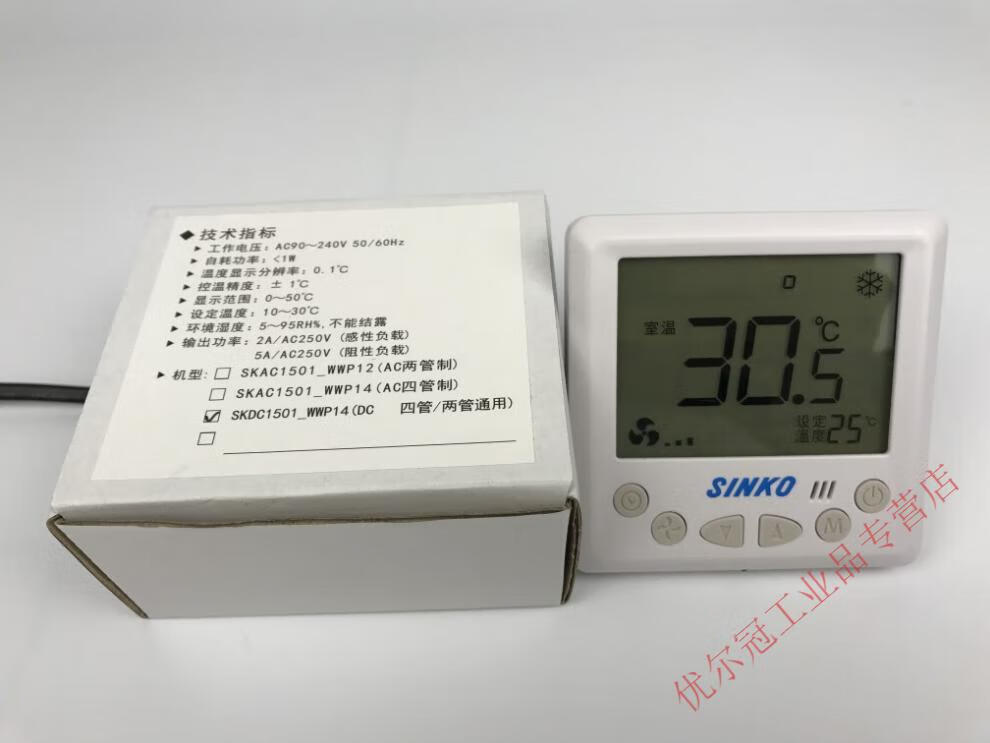 ◆技术指标
▶ 工作电压：AC90～240V 50/60Hz
▶ 自耗功率：<1W
▶ 温度显示分辨率：0.1℃
▶ 控温精度：± 1℃
▶ 显示范围：0～50℃
▶ 设定温度：10～30℃
▶ 环境湿度：5～95RH%,不能结露
▶ 输出功率：2A/AC250V (感性负载)
5A/AC250V (阻性负载)
▶ 机型：□ SKAC1501_WWP12(AC两管制)
□ SKAC1501_WWP14(AC四管制)
☑ SKDC1501_WWP14(DC 四管/两管通用)
□
0
室温 30.5 ℃
设定温度 25 ℃
SINKO
M
优尔冠工业品专营店